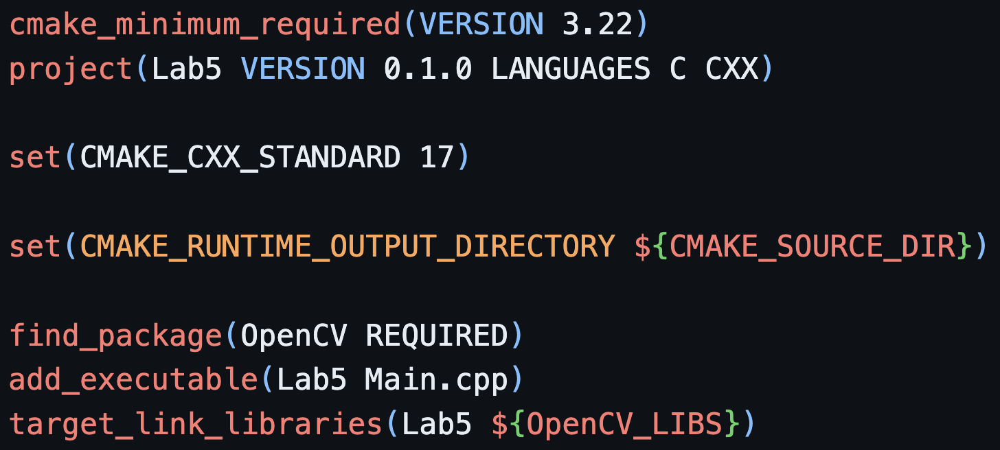 cmake_minimum_required(VERSION 3.22)
project(Lab5 VERSION 0.1.0 LANGUAGES C CXX)
set(CMAKE_CXX_STANDARD 17)
set(CMAKE_RUNTIME_OUTPUT_DIRECTORY ${CMAKE_SOURCE_DIR})
find_package(OpenCV REQUIRED)
add_executable(Lab5 Main.cpp)
target_link_libraries(Lab5 ${OpenCV_LIBS})